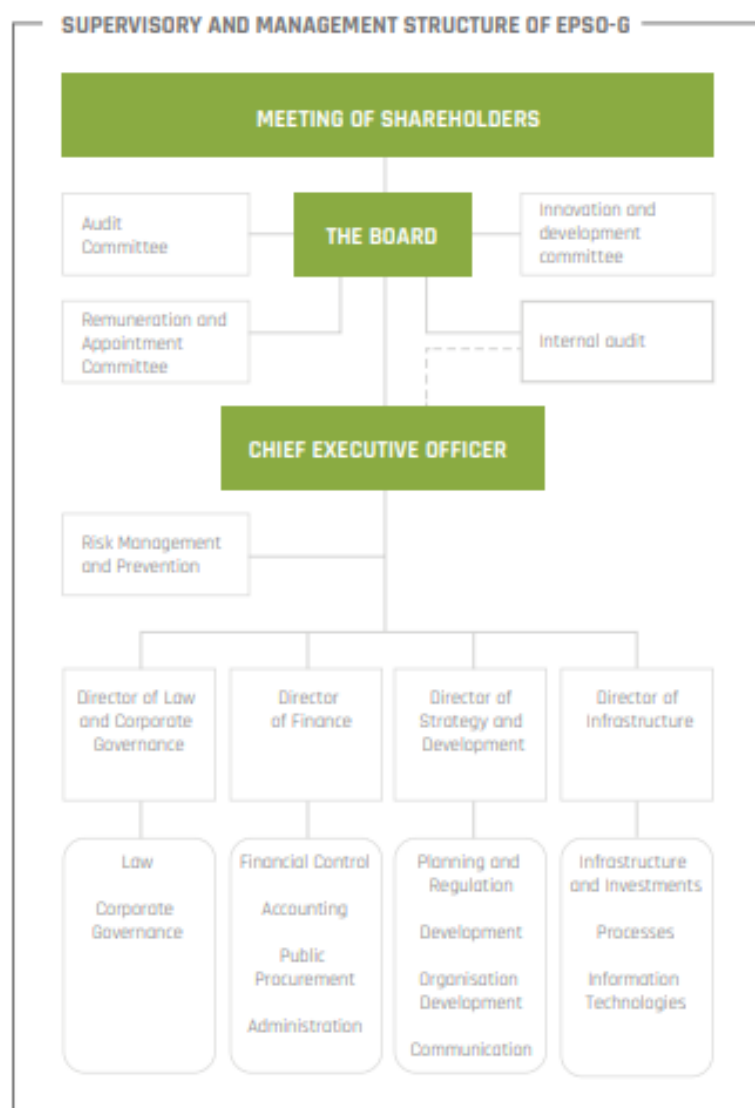 SUPERVISORY AND MANAGEMENT STRUCTURE OF EPSO-G
MEETING OF SHAREHOLDERS
Audit
Committee
THE BOARD
Innovation and
development
committee
Remuneration and
Appointment
Committee
Internal audit
CHIEF EXECUTIVE OFFICER
Risk Management
and Prevention
Director of Law
and Corporate
Governance
Director
of Finance
Director of
Strategy and
Development
Director of
Infrastructure
Law
Corporate
Governance
Financial Control
Accounting
Public
Procurement
Administration
Planning and
Regulation
Development
Organisation
Development
Communication
Infrastructure
and Investments
Processes
Information
Technologies